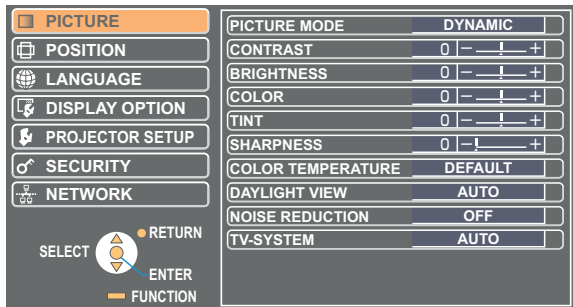 PICTURE
POSITION
LANGUAGE
DISPLAY OPTION
PROJECTOR SETUP
SECURITY
NETWORK
RETURN
SELECT
ENTER
FUNCTION
PICTURE MODE DYNAMIC
CONTRAST 0 − +
BRIGHTNESS 0 − +
COLOR 0 − +
TINT 0 − +
SHARPNESS 0 − +
COLOR TEMPERATURE DEFAULT
DAYLIGHT VIEW AUTO
NOISE REDUCTION OFF
TV-SYSTEM AUTO